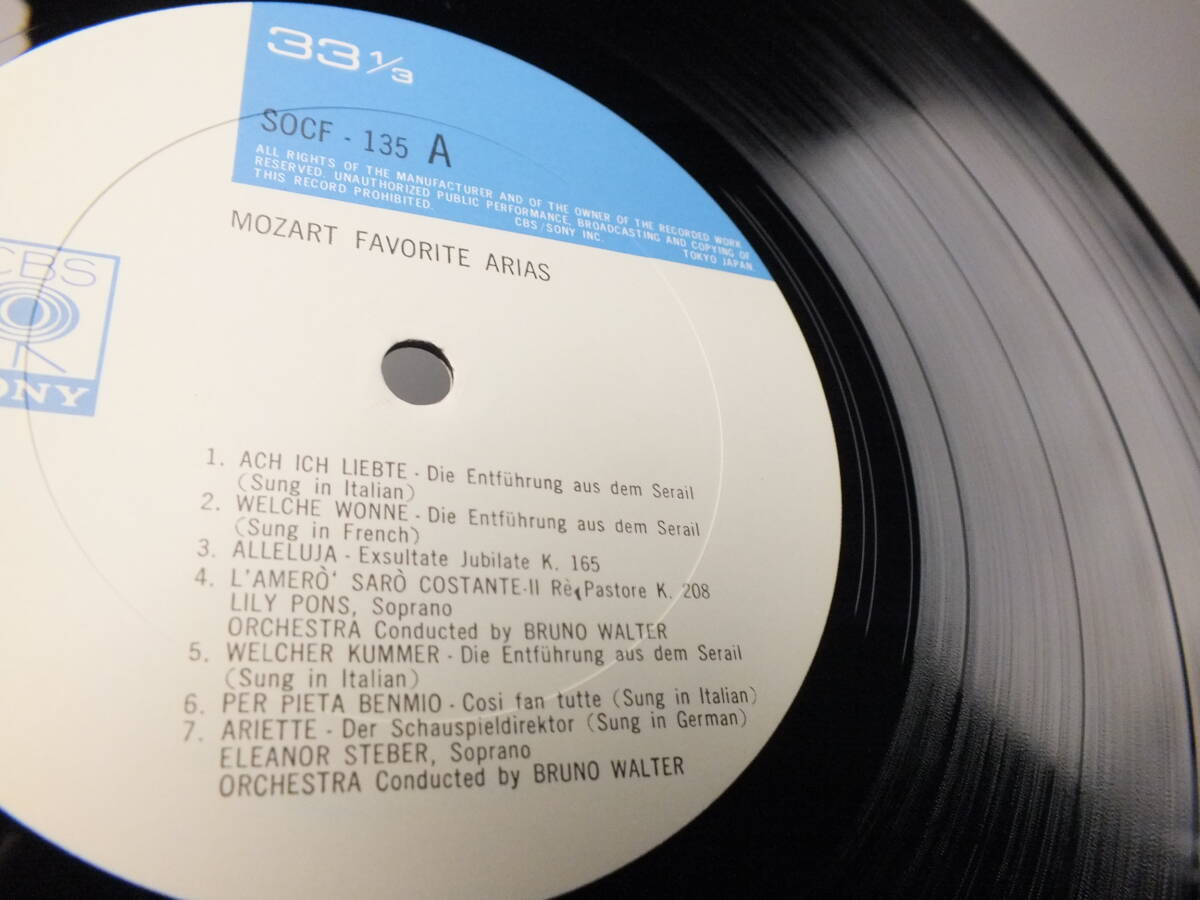 33 1/3
SOCF - 135 A
ALL RIGHTS OF THE MANUFACTURER AND OF THE OWNER OF THE RECORDED WORK
RESERVED. UNAUTHORIZED PUBLIC PERFORMANCE, BROADCASTING AND COPYING OF
THIS RECORD PROHIBITED. CBS/SONY INC. TOKYO JAPAN.
MOZART FAVORITE ARIAS
CBS
SONY
1. ACH ICH LIEBTE - Die Entführung aus dem Serail
(Sung in Italian)
2. WELCHE WONNE - Die Entführung aus dem Serail
(Sung in French)
3. ALLELUJA - Exsultate Jubilate K. 165
4. L'AMERÒ' SARÒ COSTANTE-Il Rè Pastore K. 208
LILY PONS, Soprano
ORCHESTRA Conducted by BRUNO WALTER
5. WELCHER KUMMER - Die Entführung aus dem Serail
(Sung in Italian)
6. PER PIETA BENMIO - Cosi fan tutte (Sung in Italian)
7. ARIETTE - Der Schauspieldirektor (Sung in German)
ELEANOR STEBER, Soprano
ORCHESTRA Conducted by BRUNO WALTER